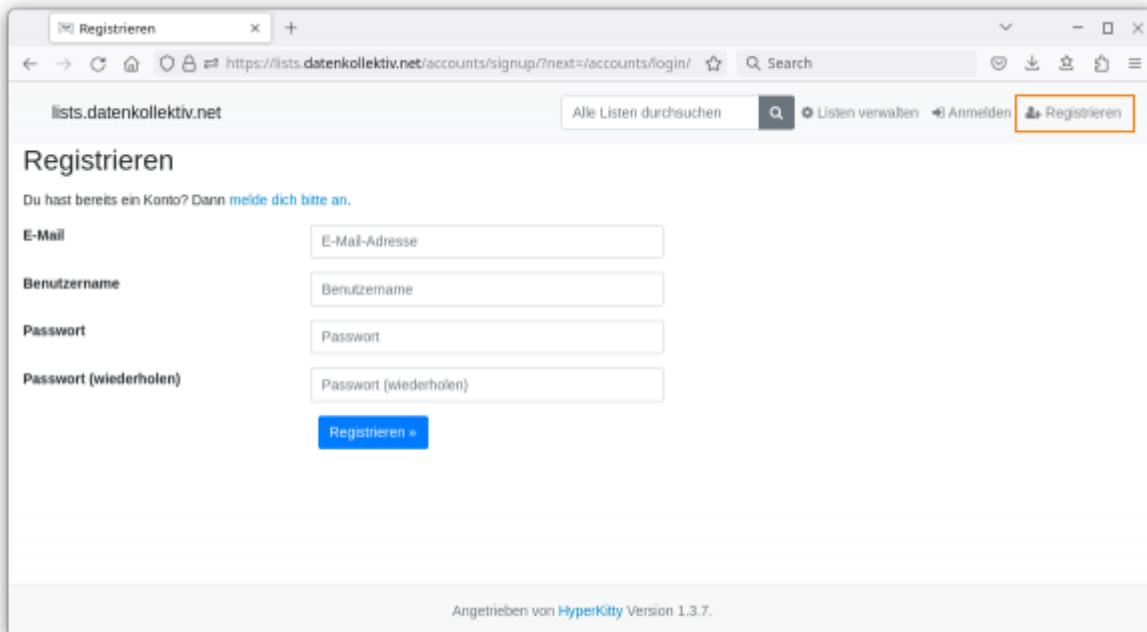 Registrieren
https://lists.datenkollektiv.net/accounts/signup/?next=/accounts/login/ Search
lists.datenkollektiv.net Alle Listen durchsuchen Listen verwalten Anmelden Registrieren
Registrieren
Du hast bereits ein Konto? Dann melde dich bitte an.
E-Mail E-Mail-Adresse
Benutzername Benutzername
Passwort Passwort
Passwort (wiederholen) Passwort (wiederholen)
Registrieren »
Angetrieben von HyperKitty Version 1.3.7.